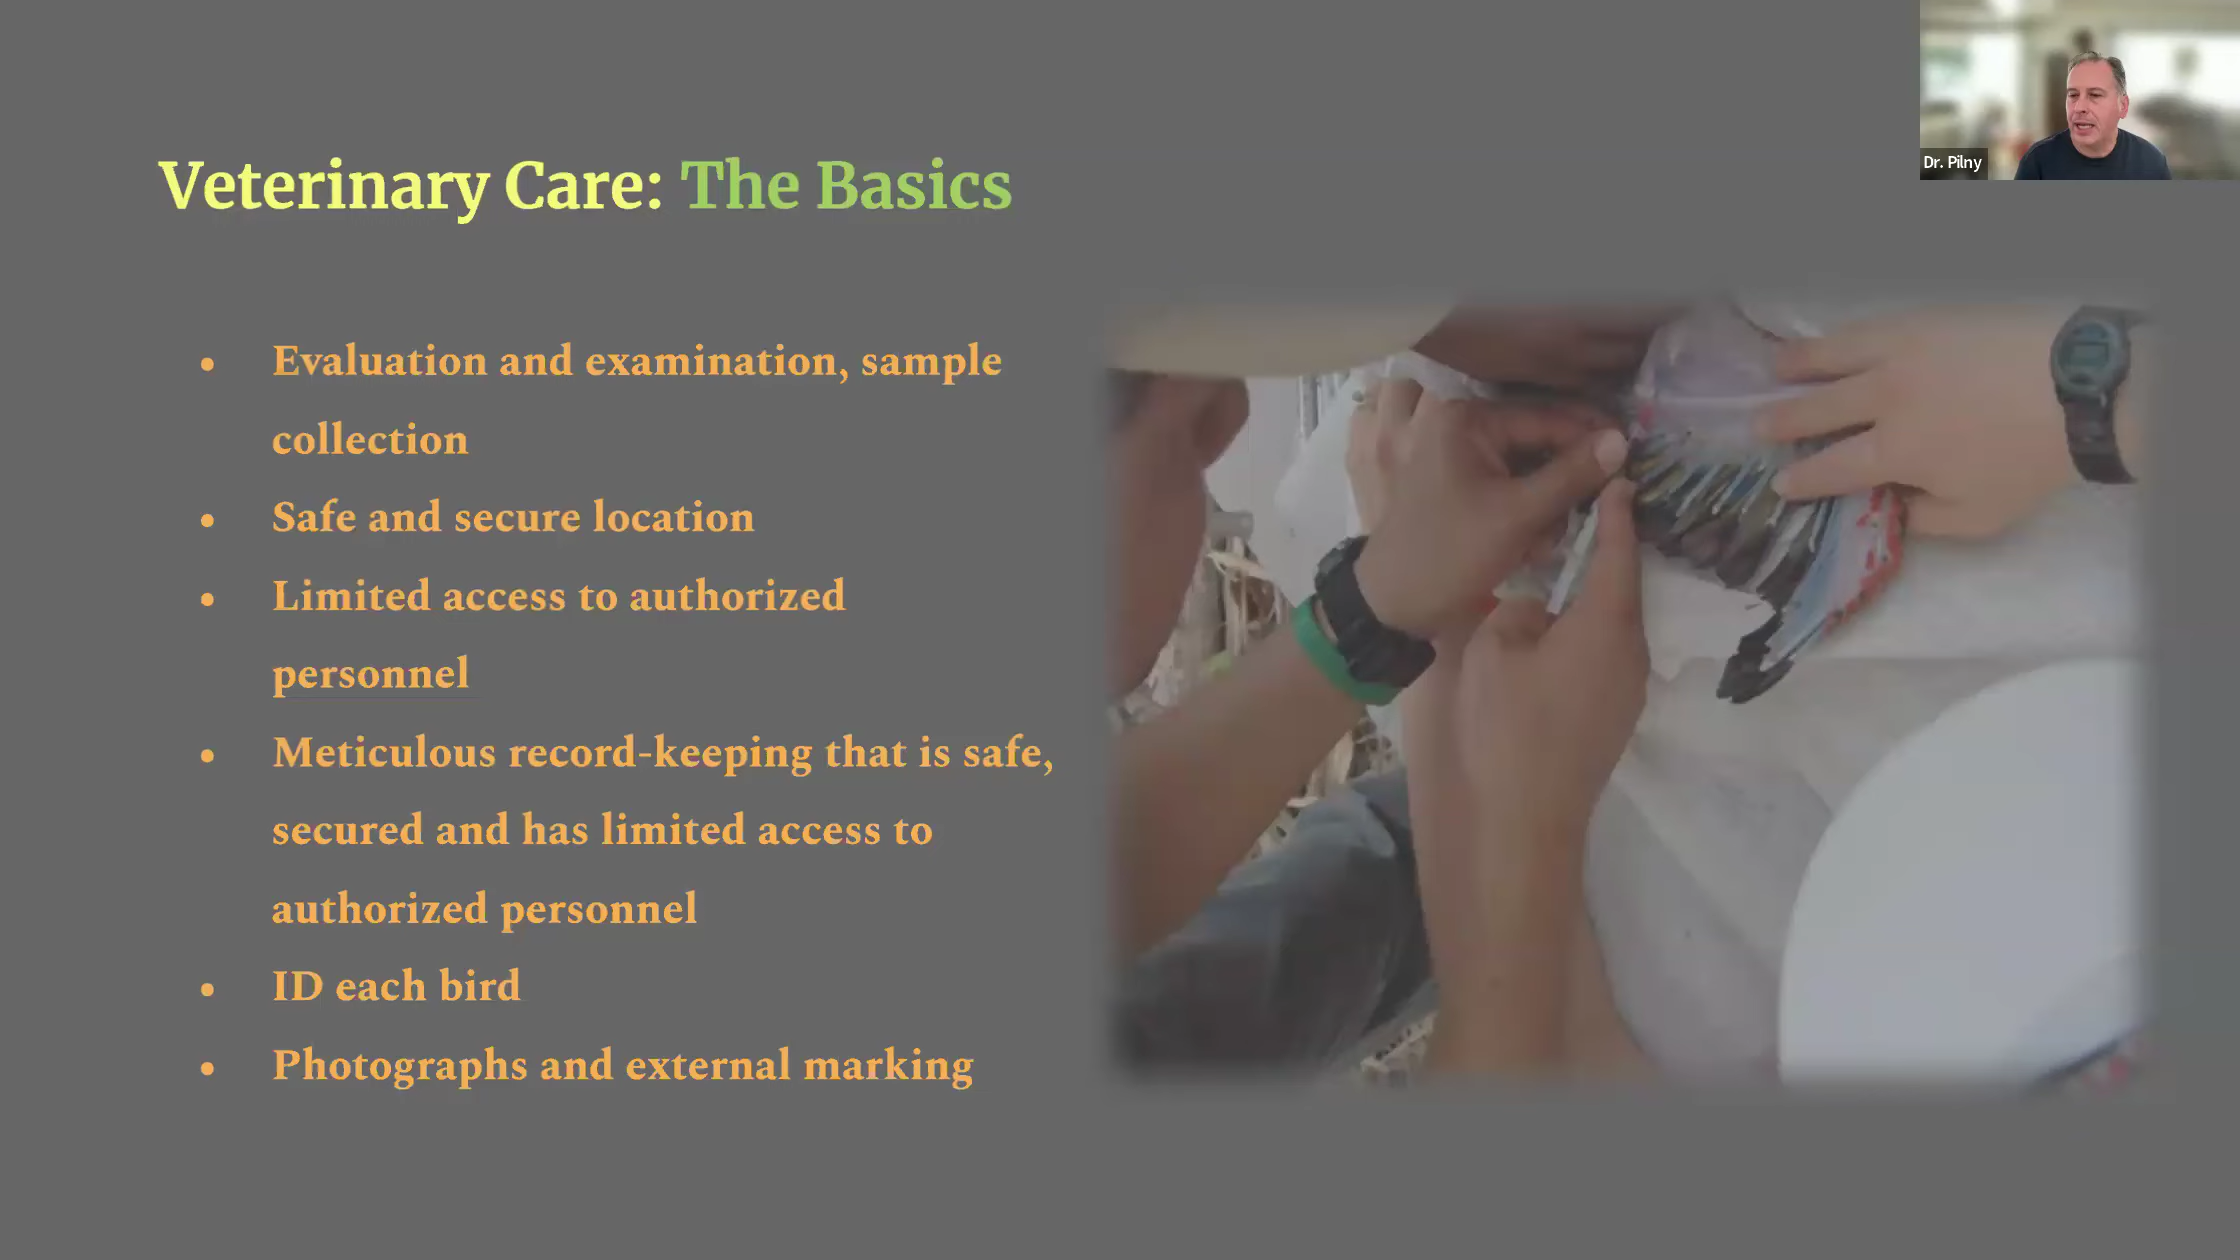 Dr. Pilny
Veterinary Care: The Basics
• Evaluation and examination, sample
collection
• Safe and secure location
• Limited access to authorized
personnel
• Meticulous record-keeping that is safe,
secured and has limited access to
authorized personnel
• ID each bird
• Photographs and external marking